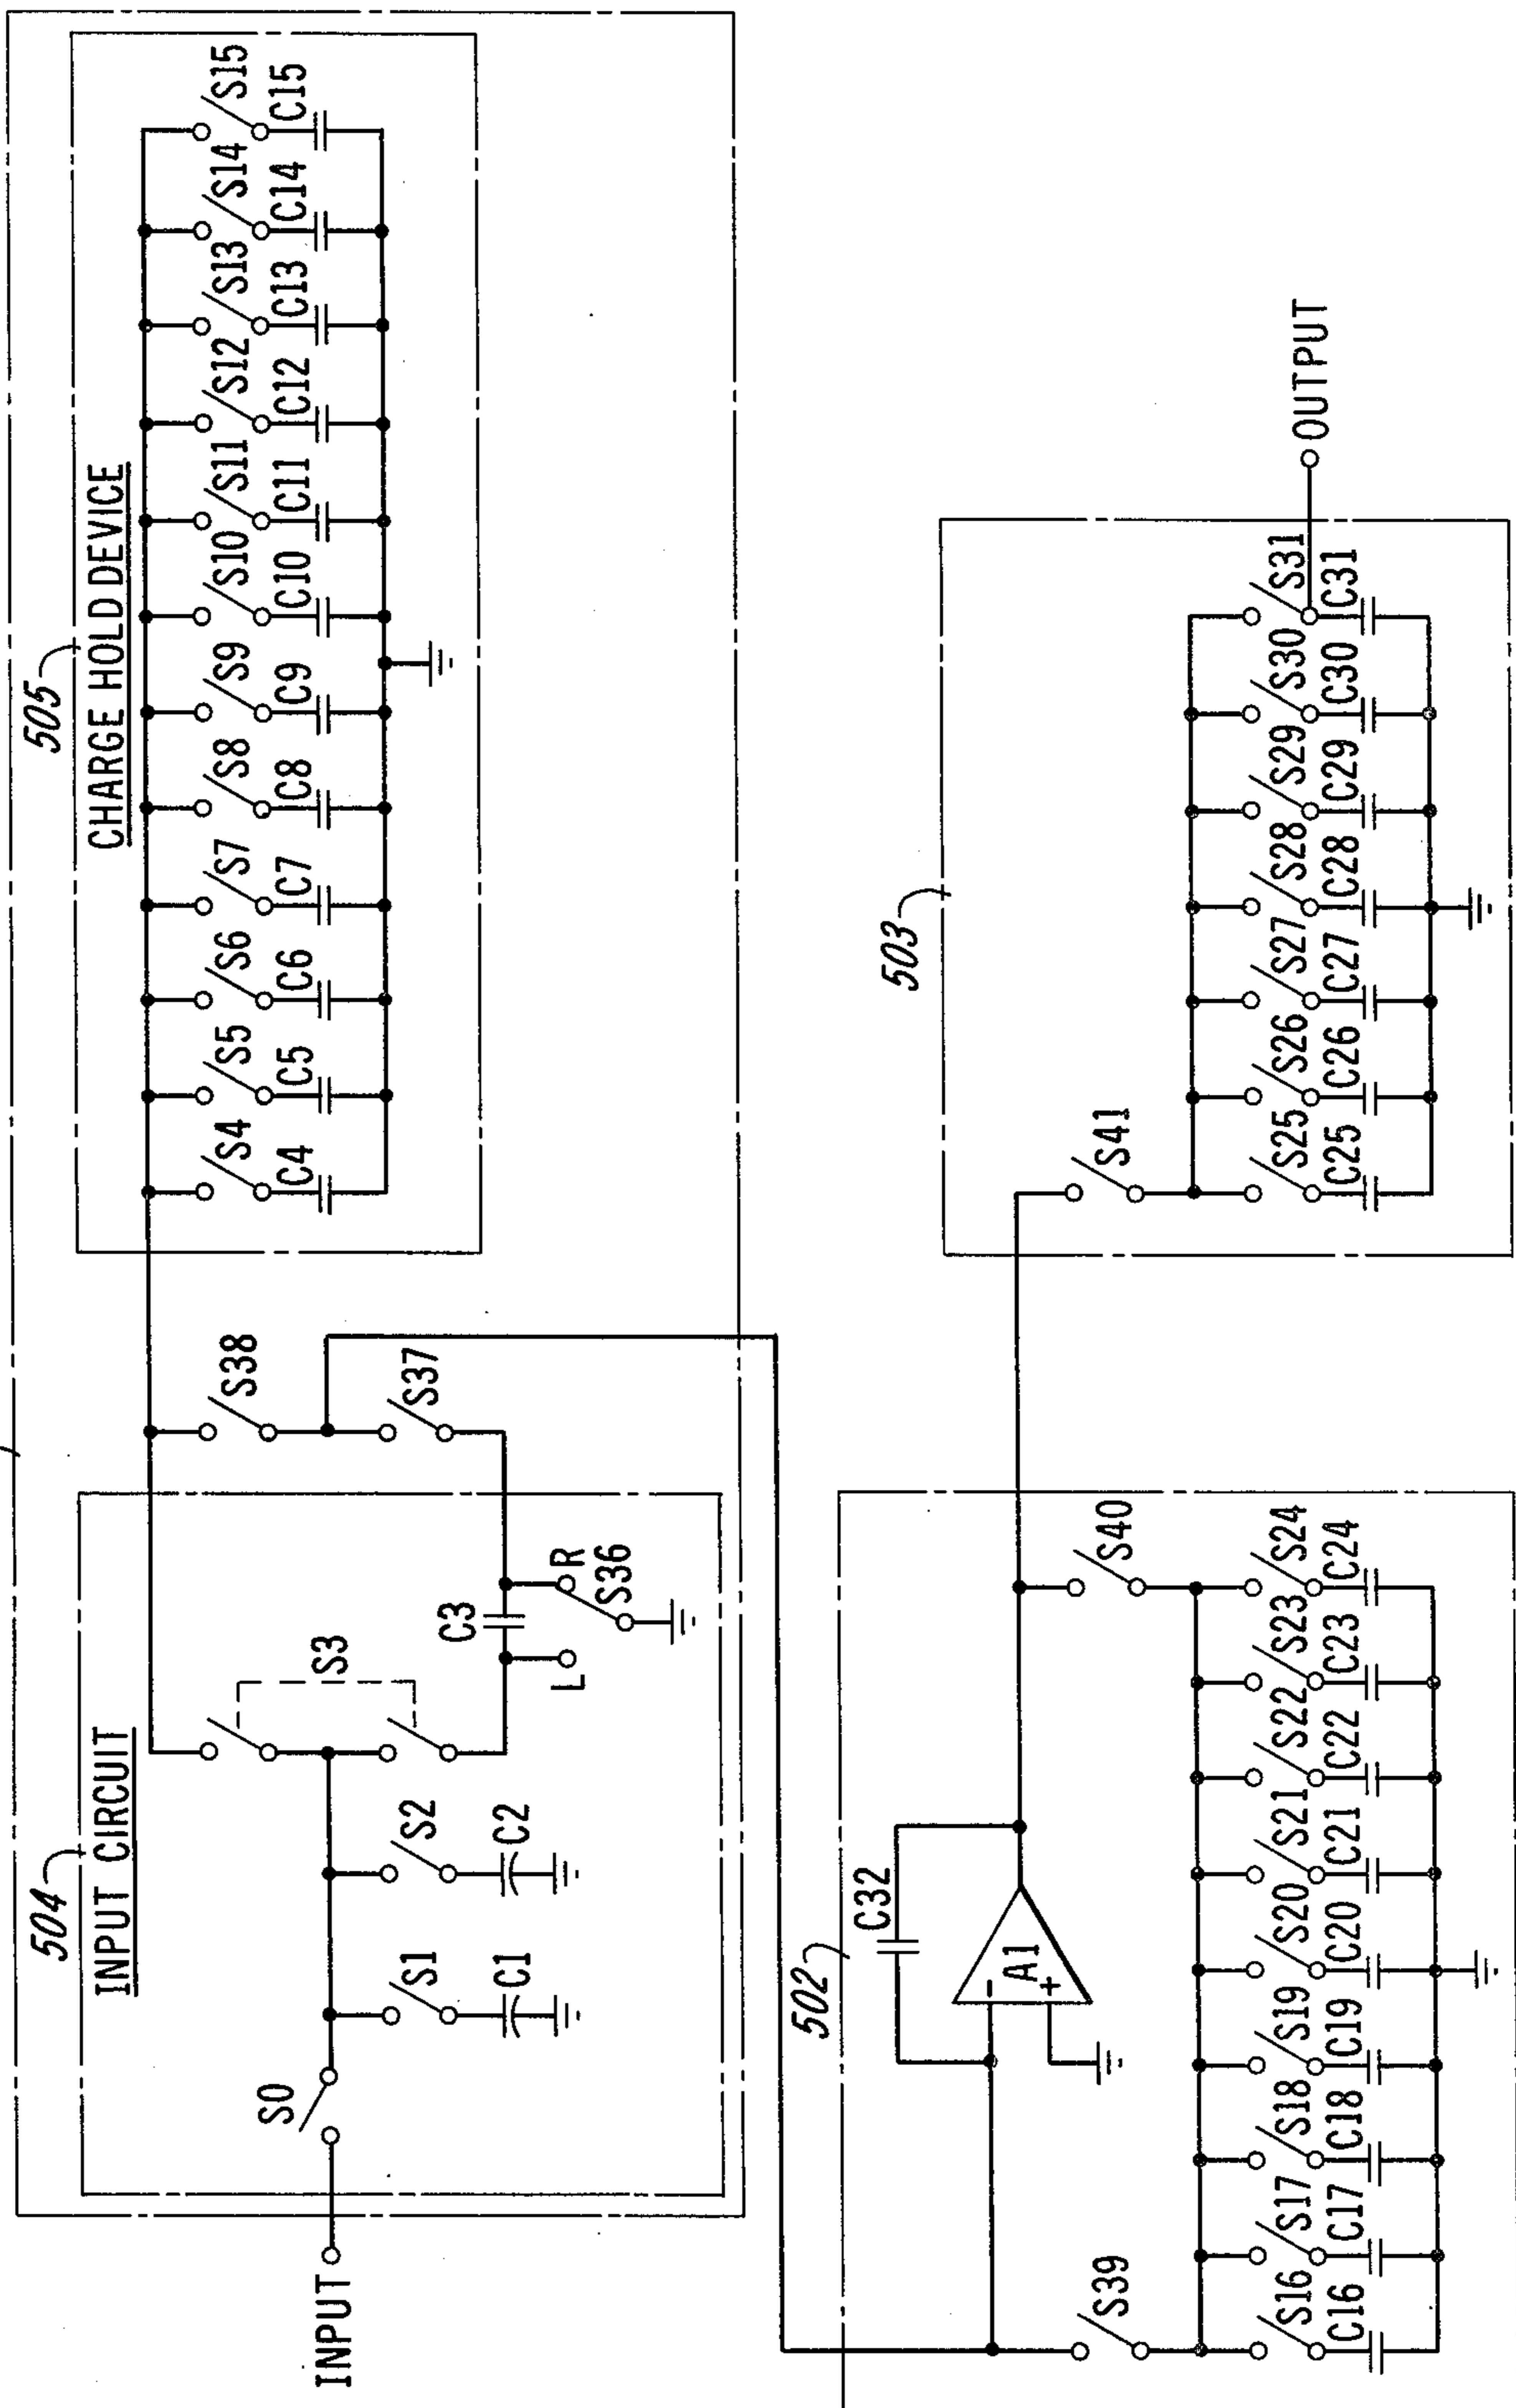 505
CHARGE HOLD DEVICE
S4 S5 S6 S7 S8 S9 S10 S11 S12 S13 S14 S15
C4 C5 C6 C7 C8 C9 C10 C11 C12 C13 C14 C15
504
INPUT CIRCUIT
INPUT
S0
S1
C1
S2
C2
S3
C3
L
R
S36
S38
S37
502
C32
A1
-
+
S39
S40
S16 S17 S18 S19 S20 S21 S22 S23 S24
C16 C17 C18 C19 C20 C21 C22 C23 C24
503
S41
S25 S26 S27 S28 S29 S30 S31
C25 C26 C27 C28 C29 C30 C31
OUTPUT